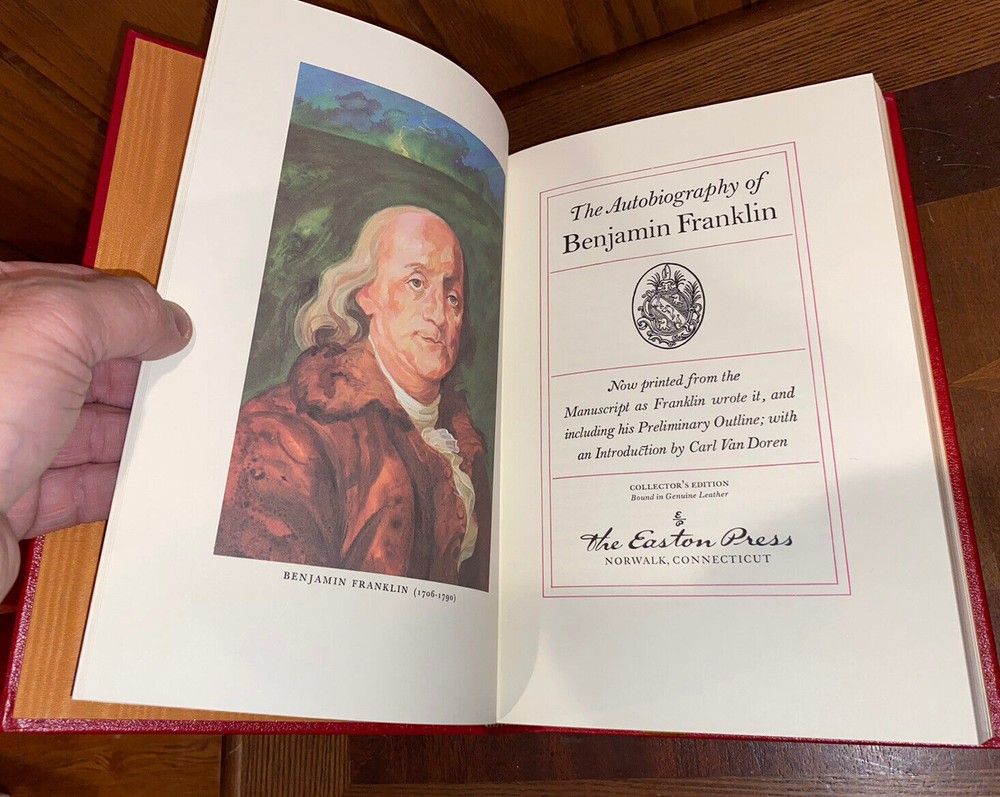 BENJAMIN FRANKLIN (1706-1790)
The Autobiography of
Benjamin Franklin
Now printed from the
Manuscript as Franklin wrote it, and
including his Preliminary Outline; with
an Introduction by Carl Van Doren
COLLECTOR'S EDITION
Bound in Genuine Leather
The Easton Press
NORWALK, CONNECTICUT